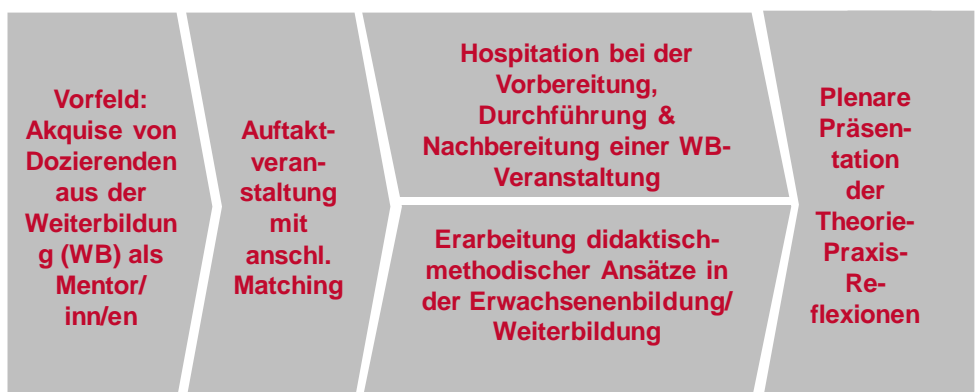 Vorfeld:
Akquise von
Dozierenden
aus der
Weiterbildun
g (WB) als
Mentor/
inn/en
Auftakt-
veran-
staltung
mit
anschl.
Matching
Hospitation bei der
Vorbereitung,
Durchführung &
Nachbereitung einer WB-
Veranstaltung
Erarbeitung didaktisch-
methodischer Ansätze in
der Erwachsenenbildung/
Weiterbildung
Plenare
Präsen-
tation
der
Theorie-
Praxis-
Re-
flexionen